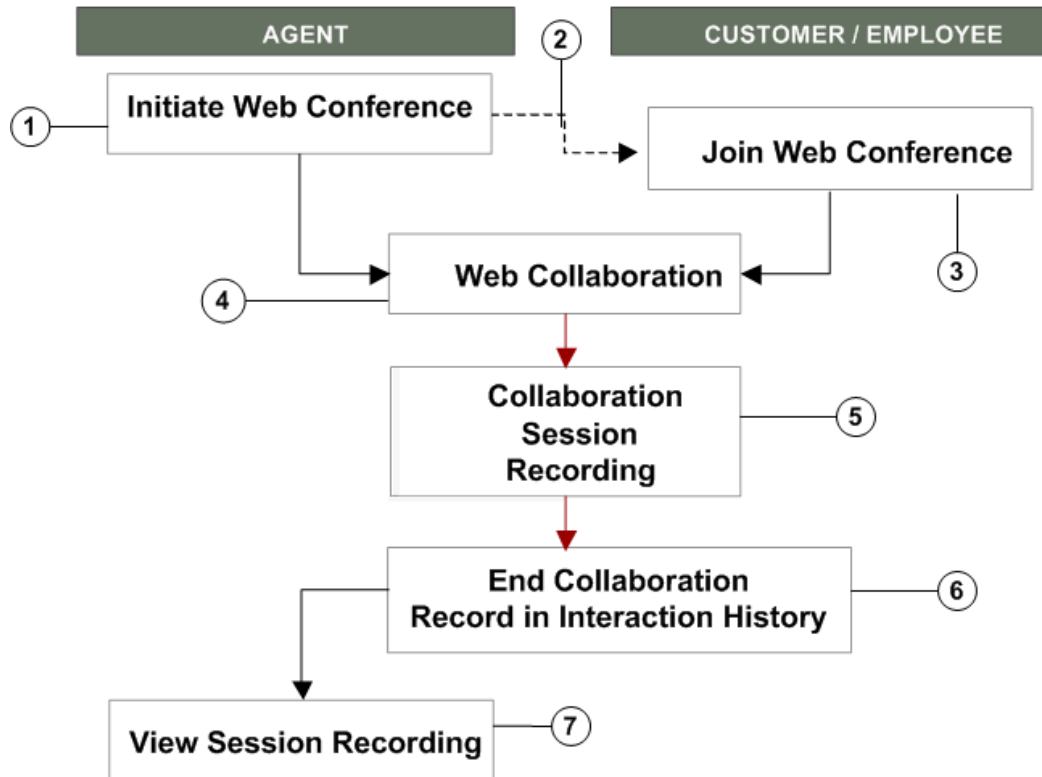 AGENT
2
CUSTOMER / EMPLOYEE
Initiate Web Conference
1
Join Web Conference
3
Web Collaboration
4
Collaboration
Session
Recording
5
End Collaboration
Record in Interaction History
6
View Session Recording
7